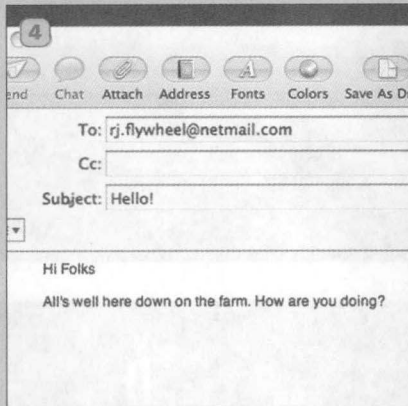 4
end Chat Attach Address Fonts Colors Save As D
To: rj.flywheel@netmail.com
Cc:
Subject: Hello!
Hi Folks
All's well here down on the farm. How are you doing?